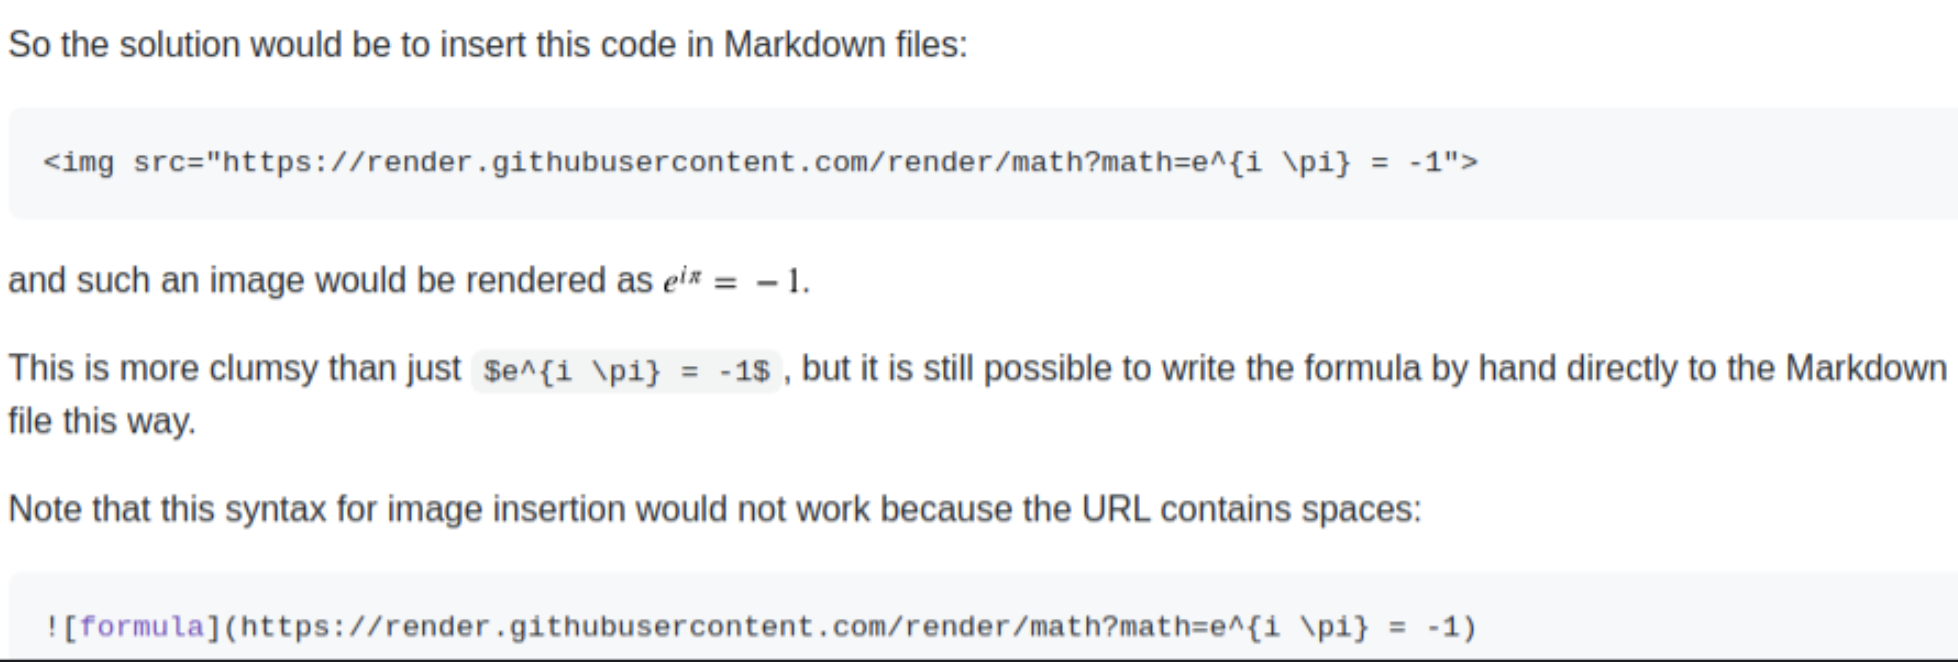 So the solution would be to insert this code in Markdown files:
<img src="https://render.githubusercontent.com/render/math?math=e^{i \pi} = -1">
and such an image would be rendered as e^{iπ} = − 1.
This is more clumsy than just $e^{i \pi} = -1$ , but it is still possible to write the formula by hand directly to the Markdown
file this way.
Note that this syntax for image insertion would not work because the URL contains spaces:
![formula](https://render.githubusercontent.com/render/math?math=e^{i \pi} = -1)